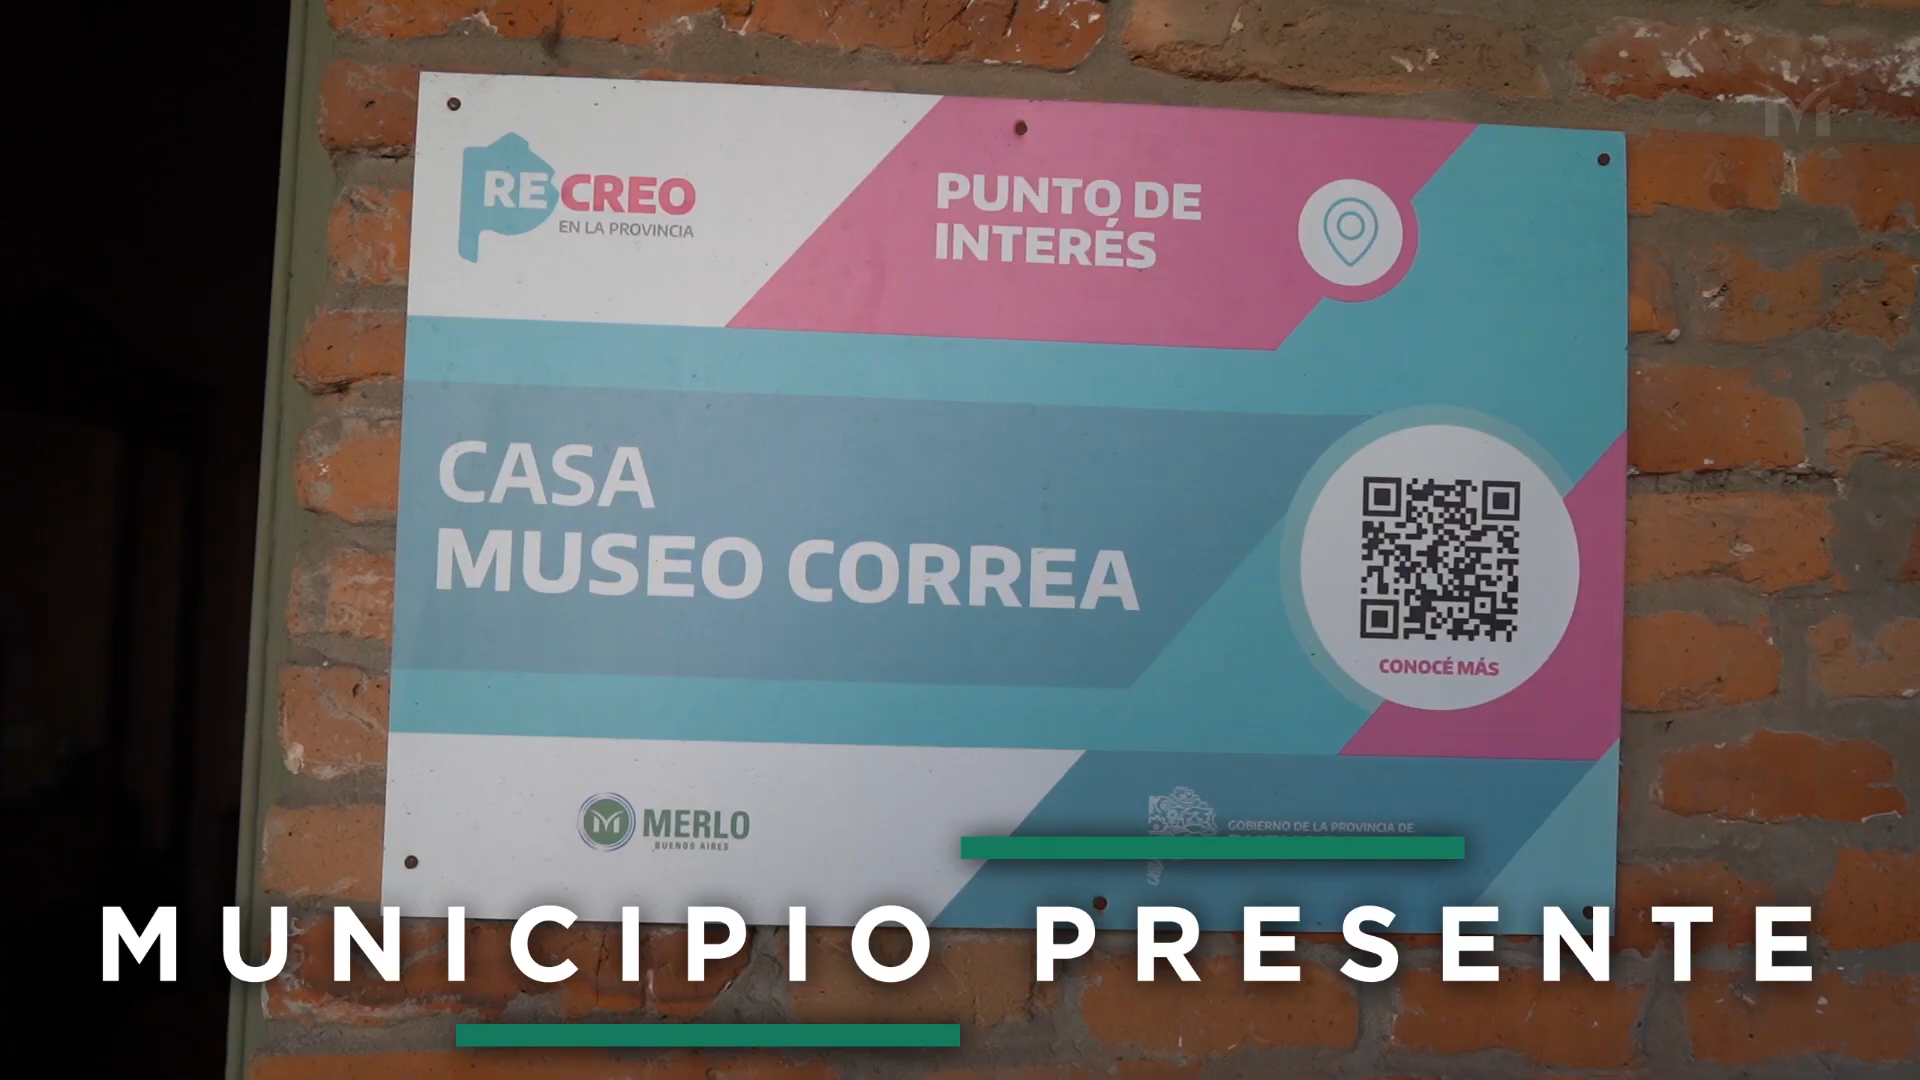 RECREO
EN LA PROVINCIA
PUNTO DE
INTERÉS
CASA
MUSEO CORREA
CONOCÉ MÁS
MERLO
BUENOS AIRES
GOBIERNO DE LA PROVINCIA DE
MUNICIPIO PRESENTE